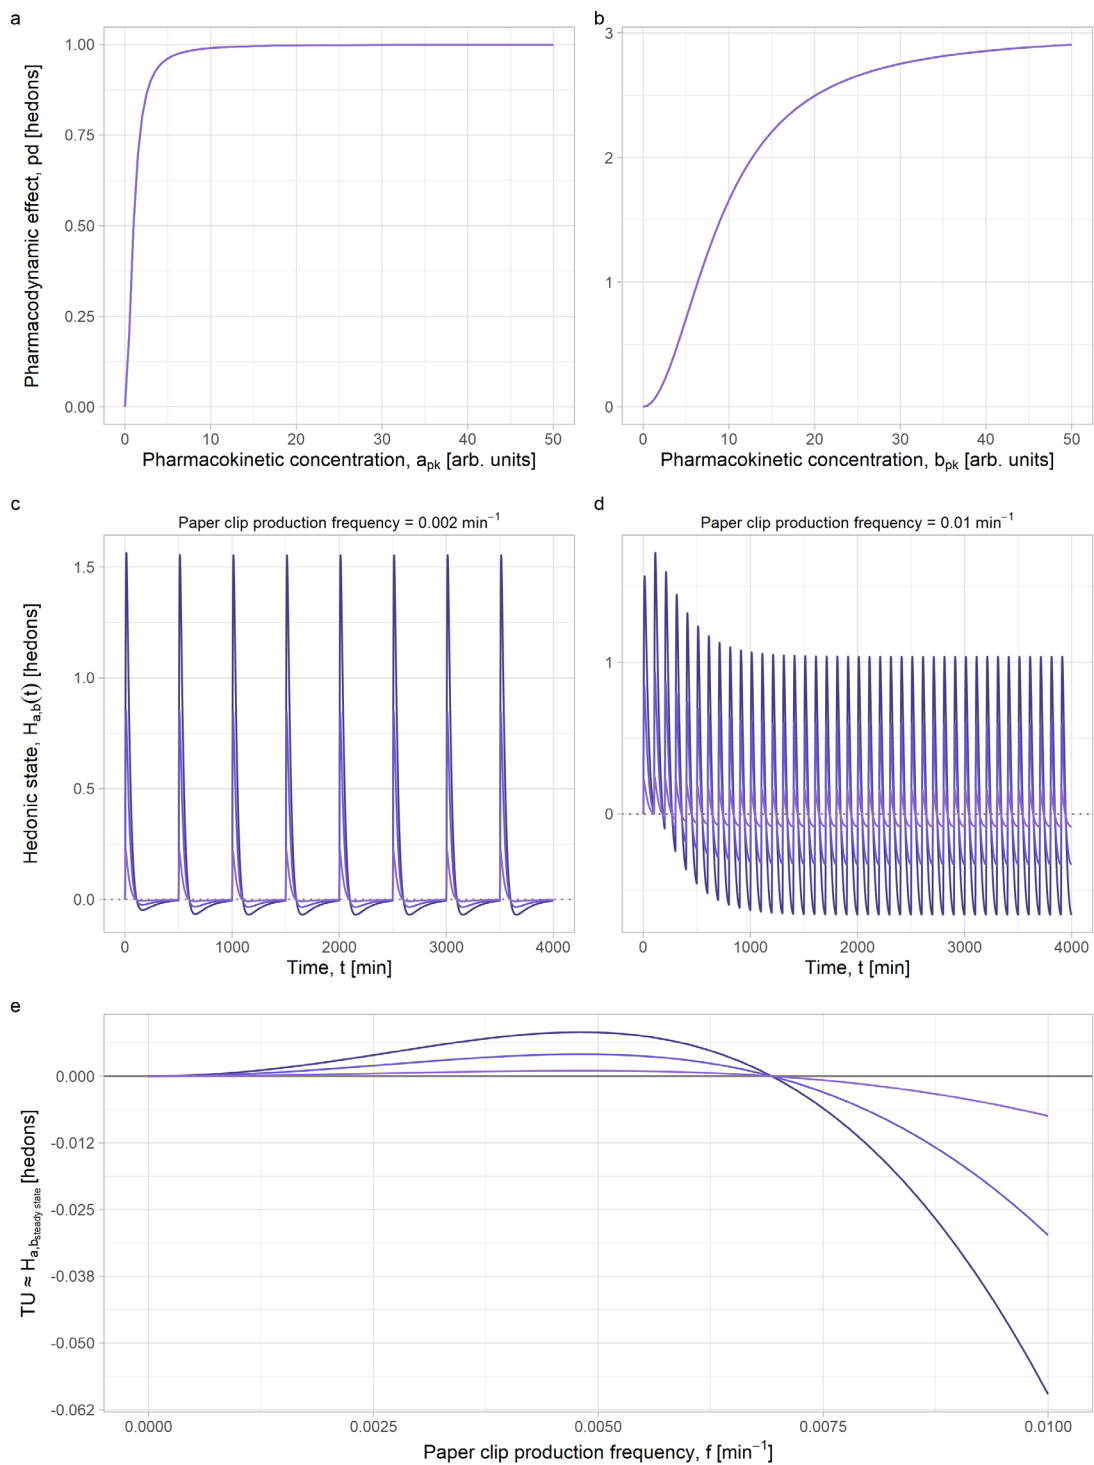 a
b
Pharmacodynamic effect, pd [hedons]
1.00
0.75
0.50
0.25
0.00
0 10 20 30 40 50
Pharmacokinetic concentration, a_pk [arb. units]
3
2
1
0
0 10 20 30 40 50
Pharmacokinetic concentration, b_pk [arb. units]
c
d
Paper clip production frequency = 0.002 min⁻¹
Hedonic state, H_a,b(t) [hedons]
1.5
1.0
0.5
0.0
0 1000 2000 3000 4000
Time, t [min]
Paper clip production frequency = 0.01 min⁻¹
1
0
0 1000 2000 3000 4000
Time, t [min]
e
TU ≈ H_a,b_steady state [hedons]
0.000
-0.012
-0.025
-0.038
-0.050
-0.062
0.0000 0.0025 0.0050 0.0075 0.0100
Paper clip production frequency, f [min⁻¹]